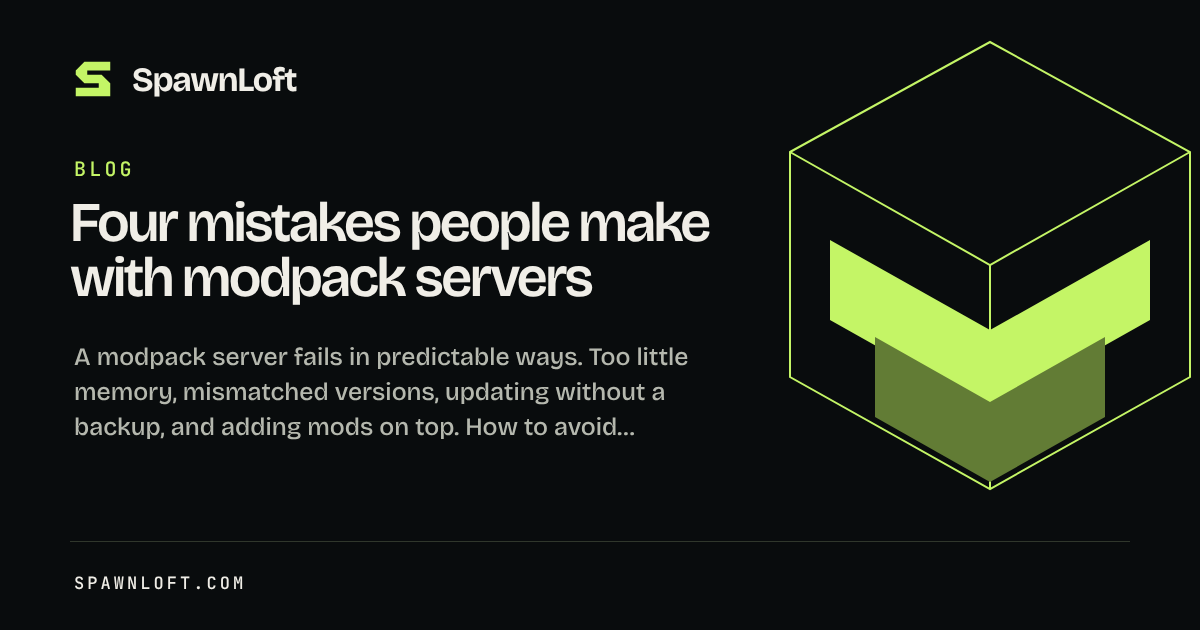 SpawnLoft
BLOG
Four mistakes people make
with modpack servers
A modpack server fails in predictable ways. Too little
memory, mismatched versions, updating without a
backup, and adding mods on top. How to avoid...
SPAWNLOFT.COM